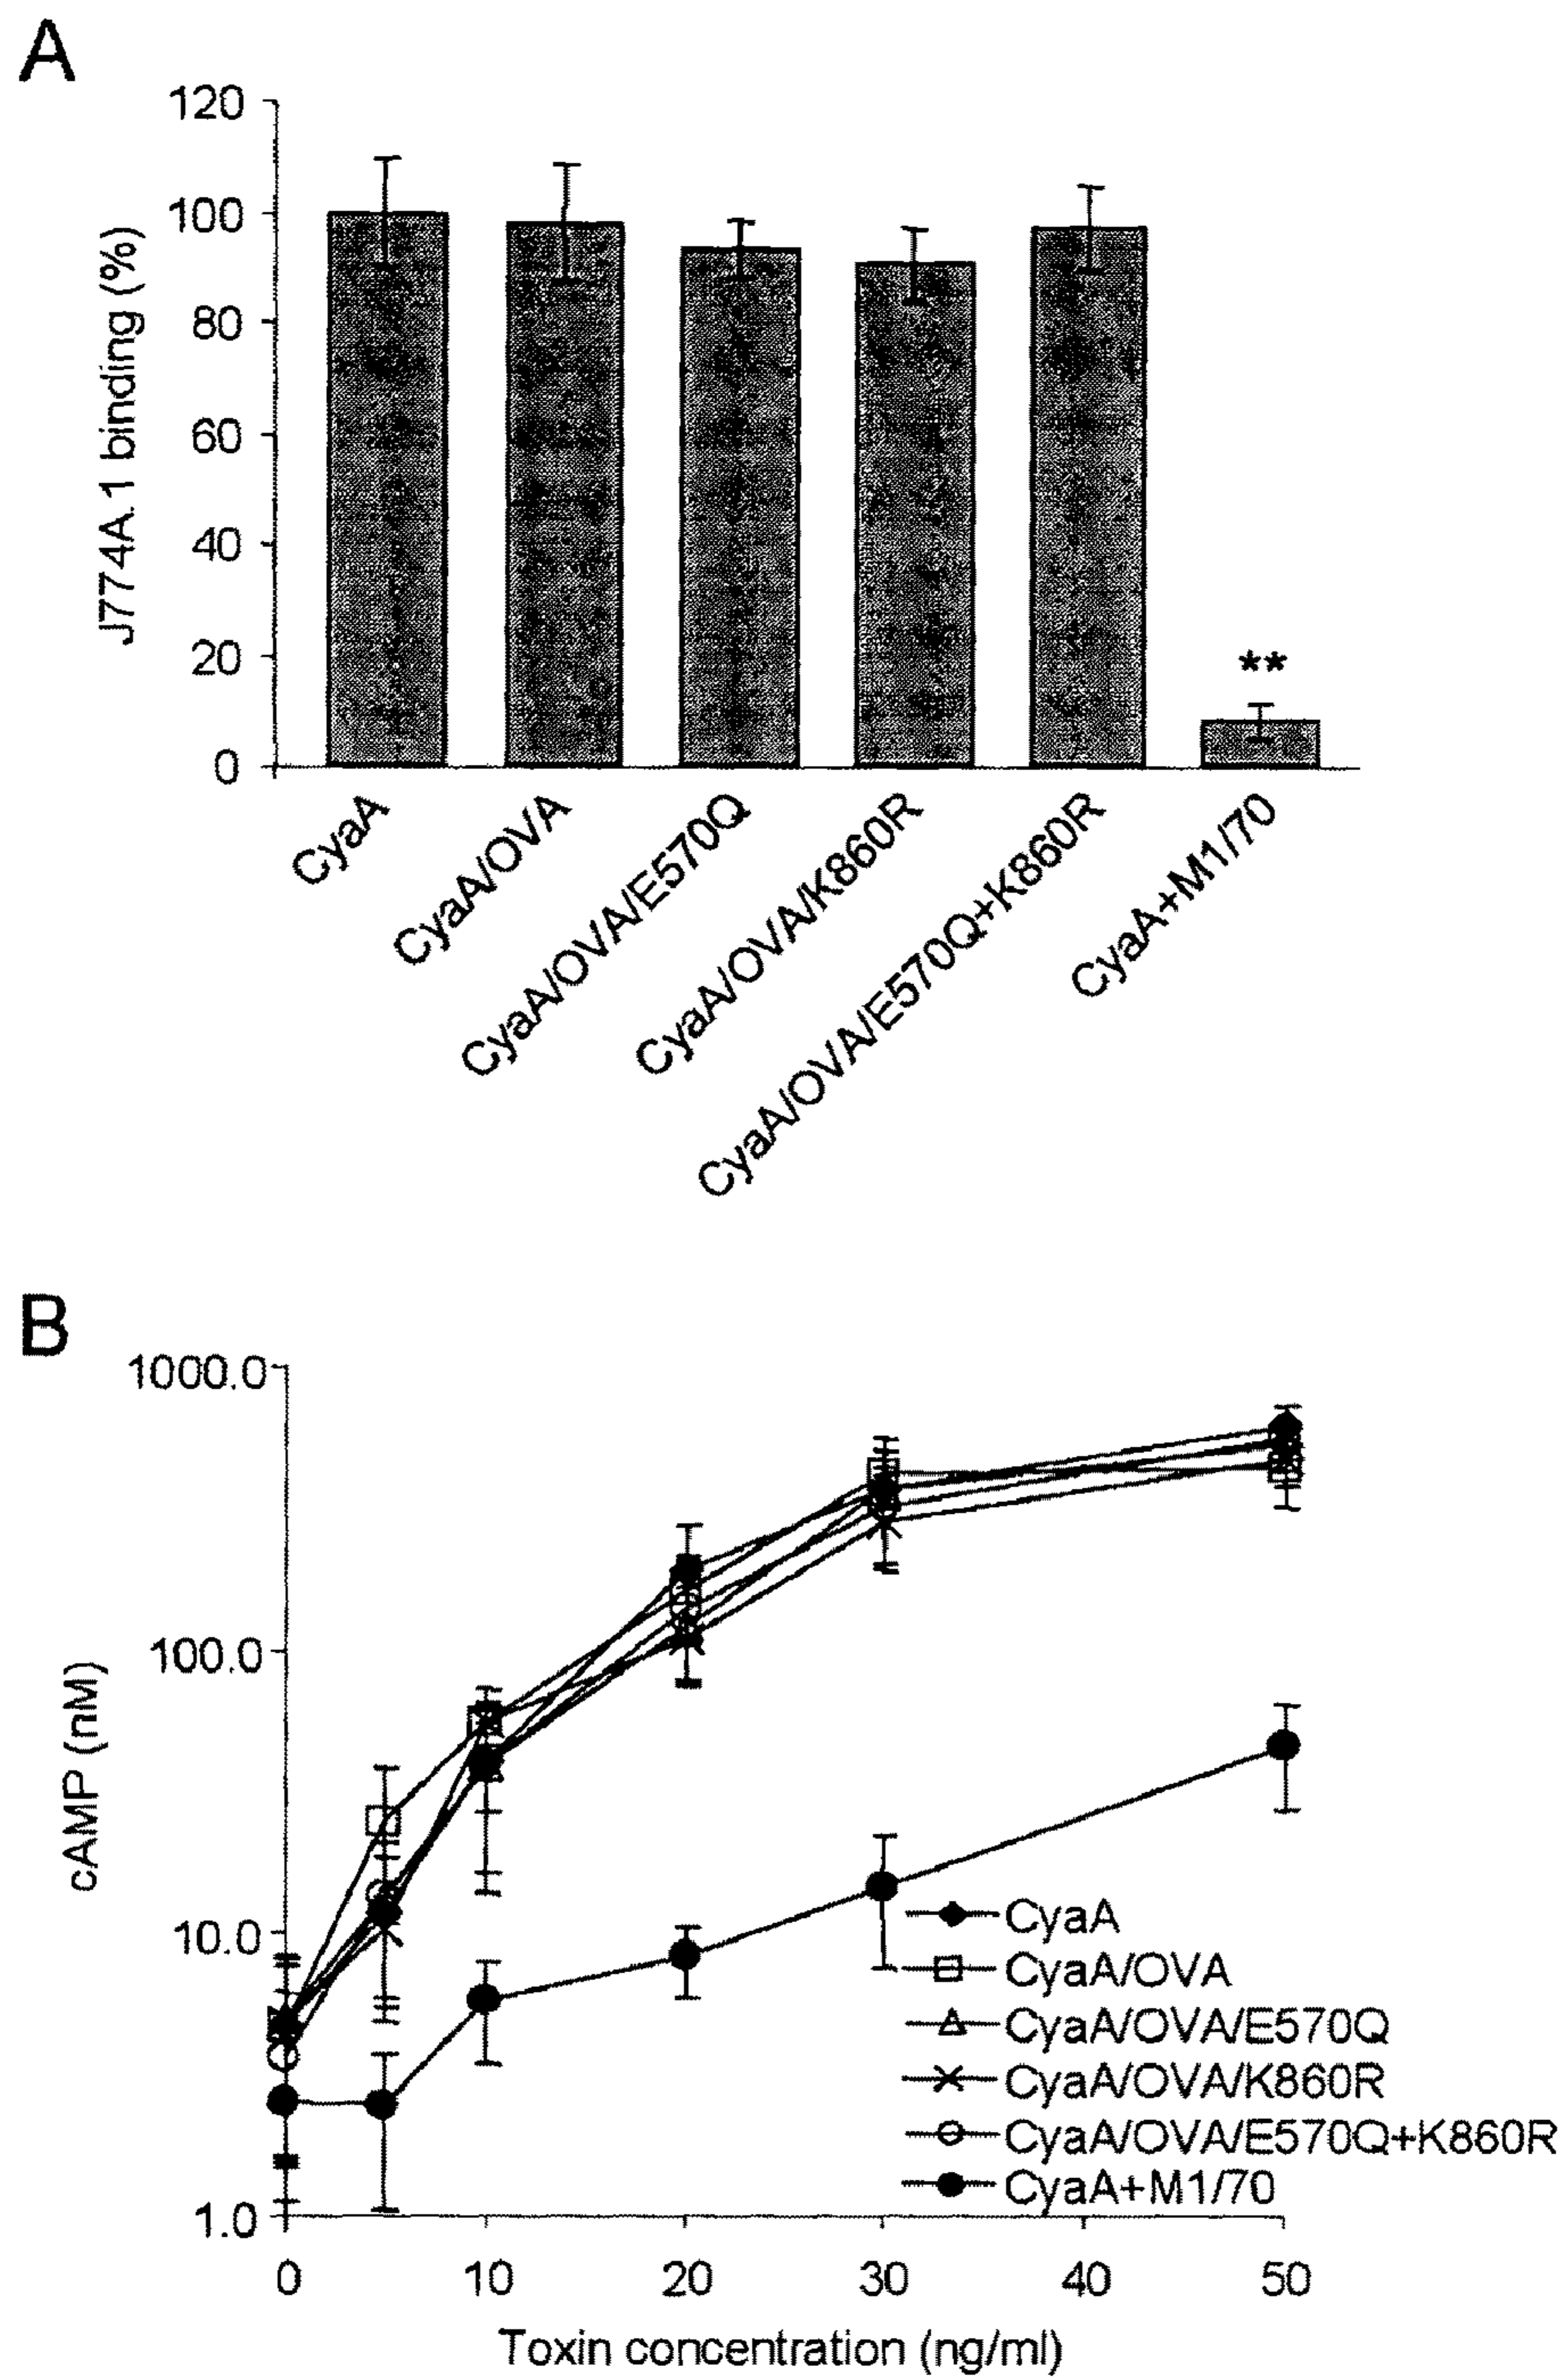 A
120
100
80
60
40
20
0
J774A.1 binding (%)
**
CyaA
CyaA/OVA
CyaA/OVA/E570Q
CyaA/OVA/K860R
CyaA/OVA/E570Q+K860R
CyaA+M1/70
B
1000.0
100.0
10.0
1.0
cAMP (nM)
CyaA
CyaA/OVA
CyaA/OVA/E570Q
CyaA/OVA/K860R
CyaA/OVA/E570Q+K860R
CyaA+M1/70
0 10 20 30 40 50
Toxin concentration (ng/ml)